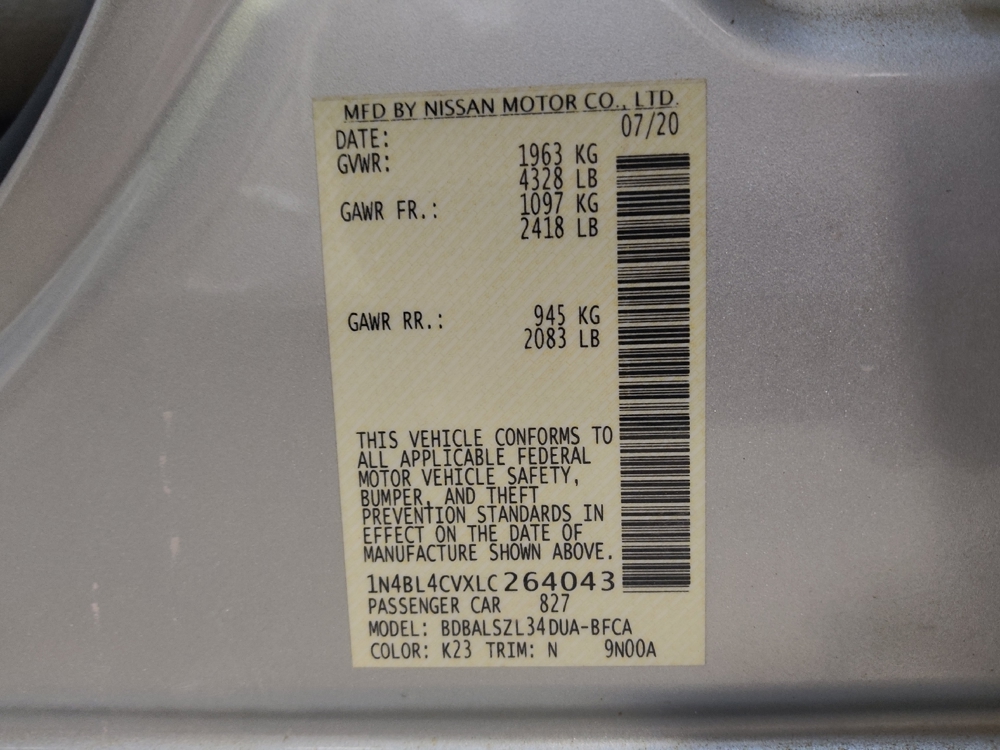 MFD BY NISSAN MOTOR CO., LTD.
DATE: 07/20
GVWR: 1963 KG
4328 LB
GAWR FR.: 1097 KG
2418 LB
GAWR RR.: 945 KG
2083 LB
THIS VEHICLE CONFORMS TO
ALL APPLICABLE FEDERAL
MOTOR VEHICLE SAFETY,
BUMPER, AND THEFT
PREVENTION STANDARDS IN
EFFECT ON THE DATE OF
MANUFACTURE SHOWN ABOVE.
1N4BL4CVXLC264043
PASSENGER CAR 827
MODEL: BDBALSZL34DUA-BFCA
COLOR: K23 TRIM: N 9N00A